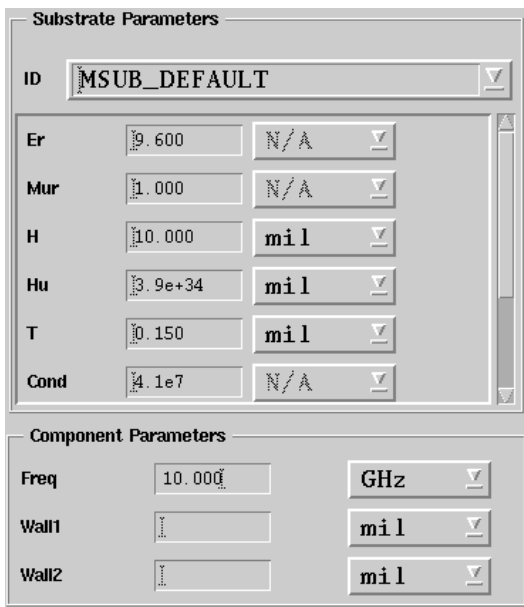 Substrate Parameters
ID MSUB_DEFAULT
Er 9.600 N/A
Mur 1.000 N/A
H 10.000 mil
Hu 3.9e+34 mil
T 0.150 mil
Cond 4.1e7 N/A
Component Parameters
Freq 10.000 GHz
Wall1 mil
Wall2 mil